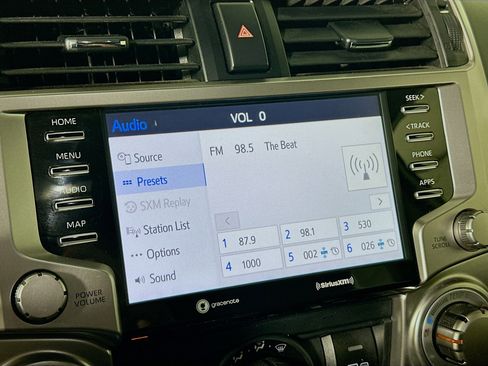 HOME
MENU
AUDIO
MAP
POWER
VOLUME
Audio
VOL 0
Source
Presets
SXM Replay
Station List
Options
Sound
FM 98.5 The Beat
1 87.9
2 98.1
3 530
4 1000
5 002
6 026
gracenote
SiriusXM
SEEK >
< TRACK
PHONE
APPS
TUNE
SCROLL
TEMP